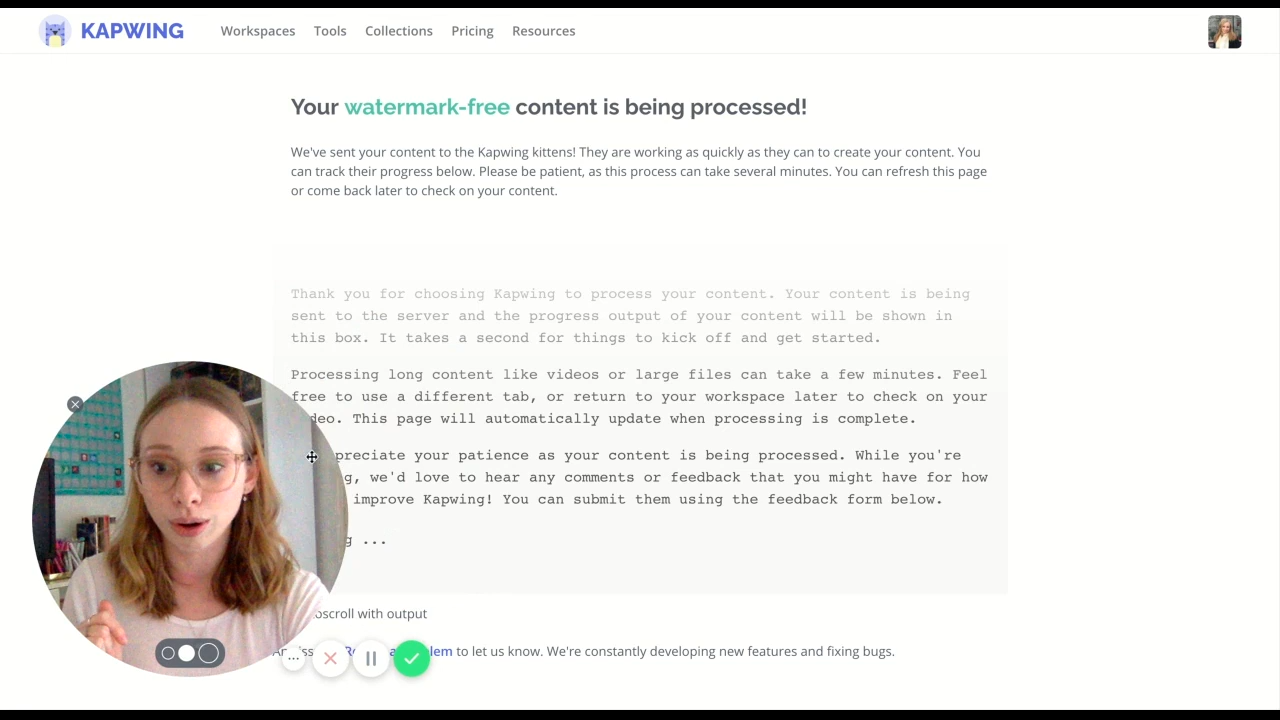 KAPWING
Workspaces Tools Collections Pricing Resources
Your watermark-free content is being processed!
We've sent your content to the Kapwing kittens! They are working as quickly as they can to create your content. You
can track their progress below. Please be patient, as this process can take several minutes. You can refresh this page
or come back later to check on your content.
Thank you for choosing Kapwing to process your content. Your content is being
sent to the server and the progress output of your content will be shown in
this box. It takes a second for things to kick off and get started.
Processing long content like videos or large files can take a few minutes. Feel
free to use a different tab, or return to your workspace later to check on your
deo. This page will automatically update when processing is complete.
preciate your patience as your content is being processed. While you're
g, we'd love to hear any comments or feedback that you might have for how
improve Kapwing! You can submit them using the feedback form below.
g ...
oscroll with output
lem to let us know. We're constantly developing new features and fixing bugs.